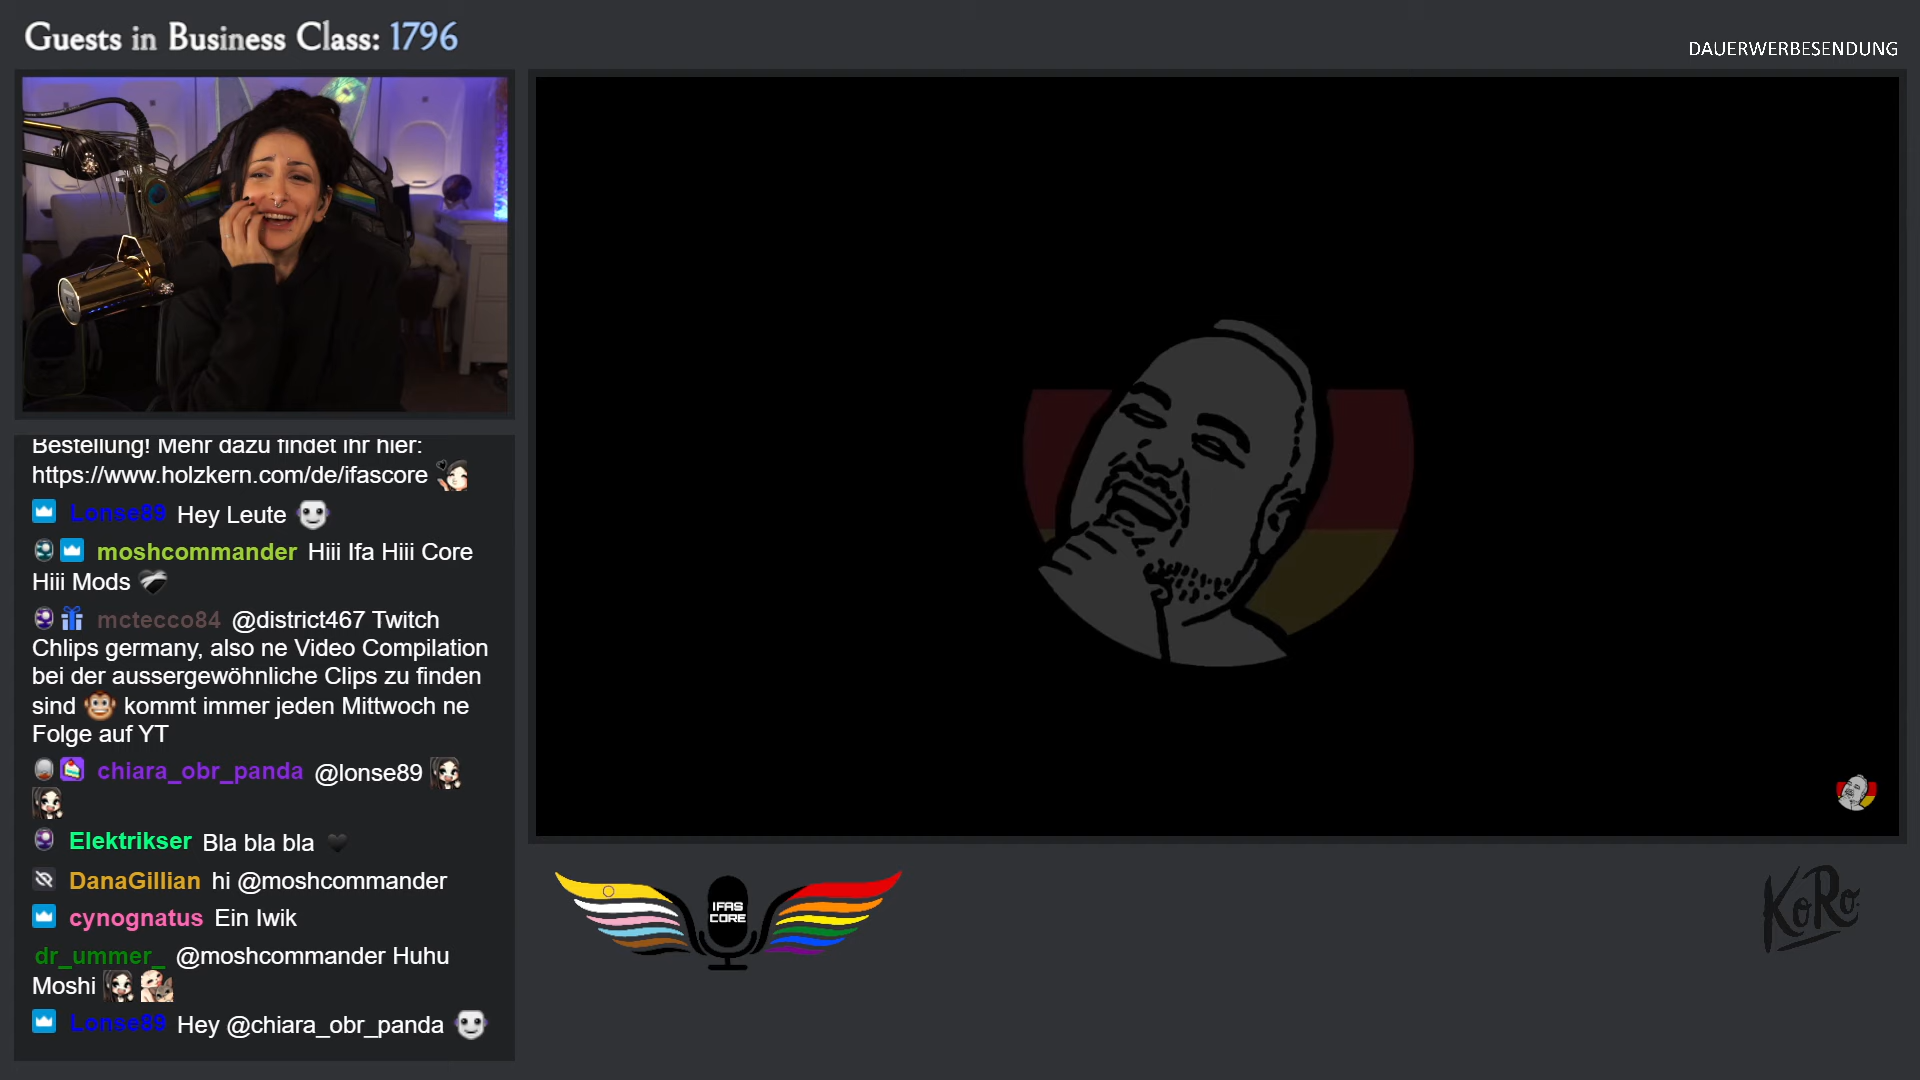 Guests in Business Class: 1796
DAUERWERBESENDUNG
Bestellung! Mehr dazu findet ihr hier:
https://www.holzkern.com/de/ifascore
Lonse89 Hey Leute
moshcommander Hiii Ifa Hiii Core
Hiii Mods
mctecco84 @district467 Twitch
Chlips germany, also ne Video Compilation
bei der aussergewöhnliche Clips zu finden
sind kommt immer jeden Mittwoch ne
Folge auf YT
chiara_obr_panda @lonse89
Elektrikser Bla bla bla
DanaGillian hi @moshcommander
cynognatus Ein Iwik
dr_ummer_ @moshcommander Huhu
Moshi
Lonse89 Hey @chiara_obr_panda
IFAS
CORE
KoRo